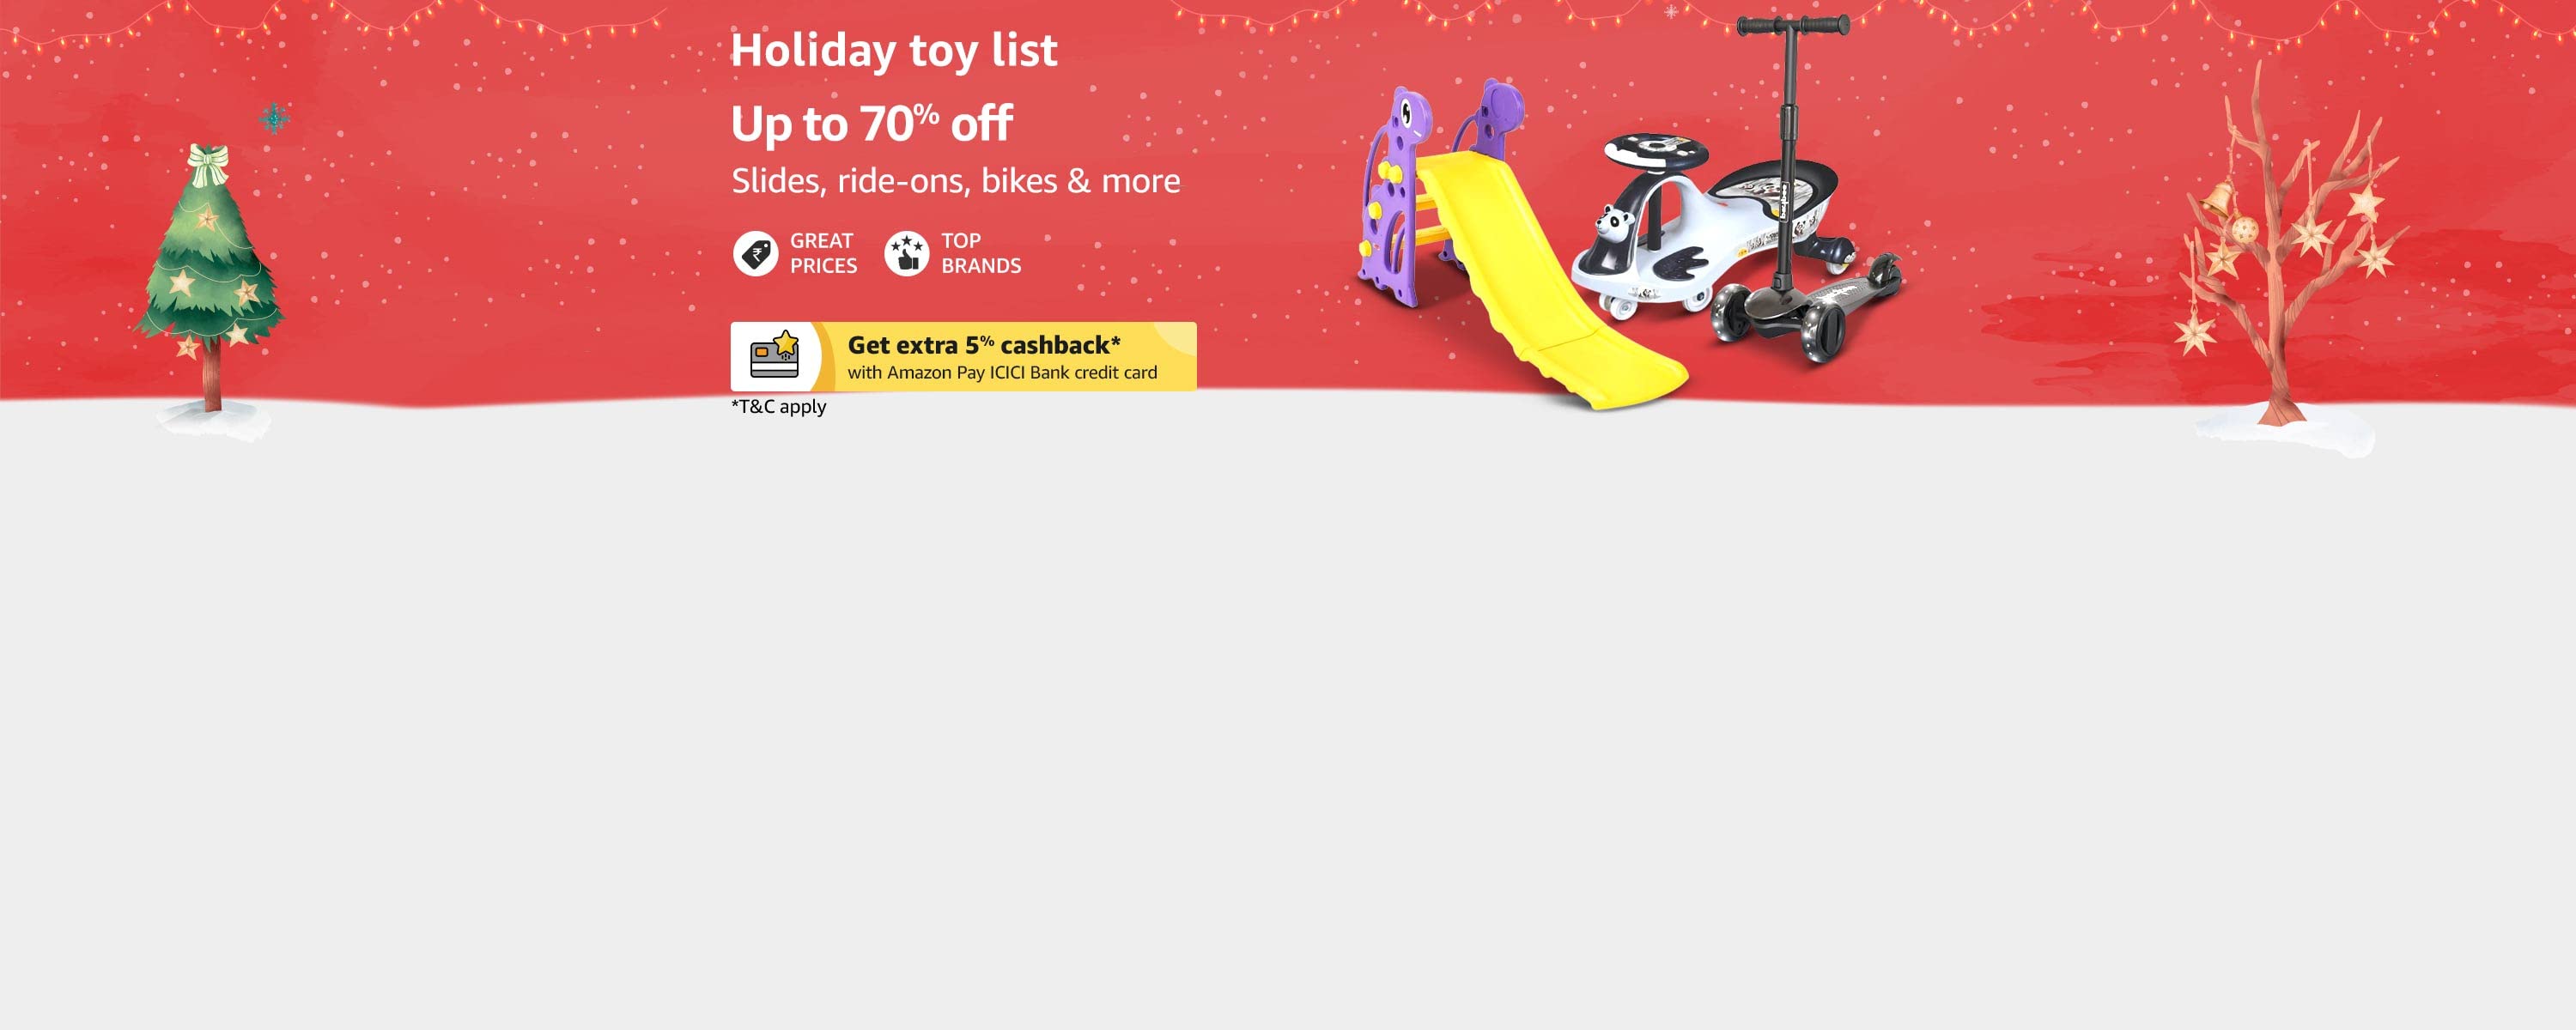 Holiday toy list
Up to 70% off
Slides, ride-ons, bikes & more
GREAT
PRICES
TOP
BRANDS
Get extra 5% cashback*
with Amazon Pay ICICI Bank credit card
*T&C apply